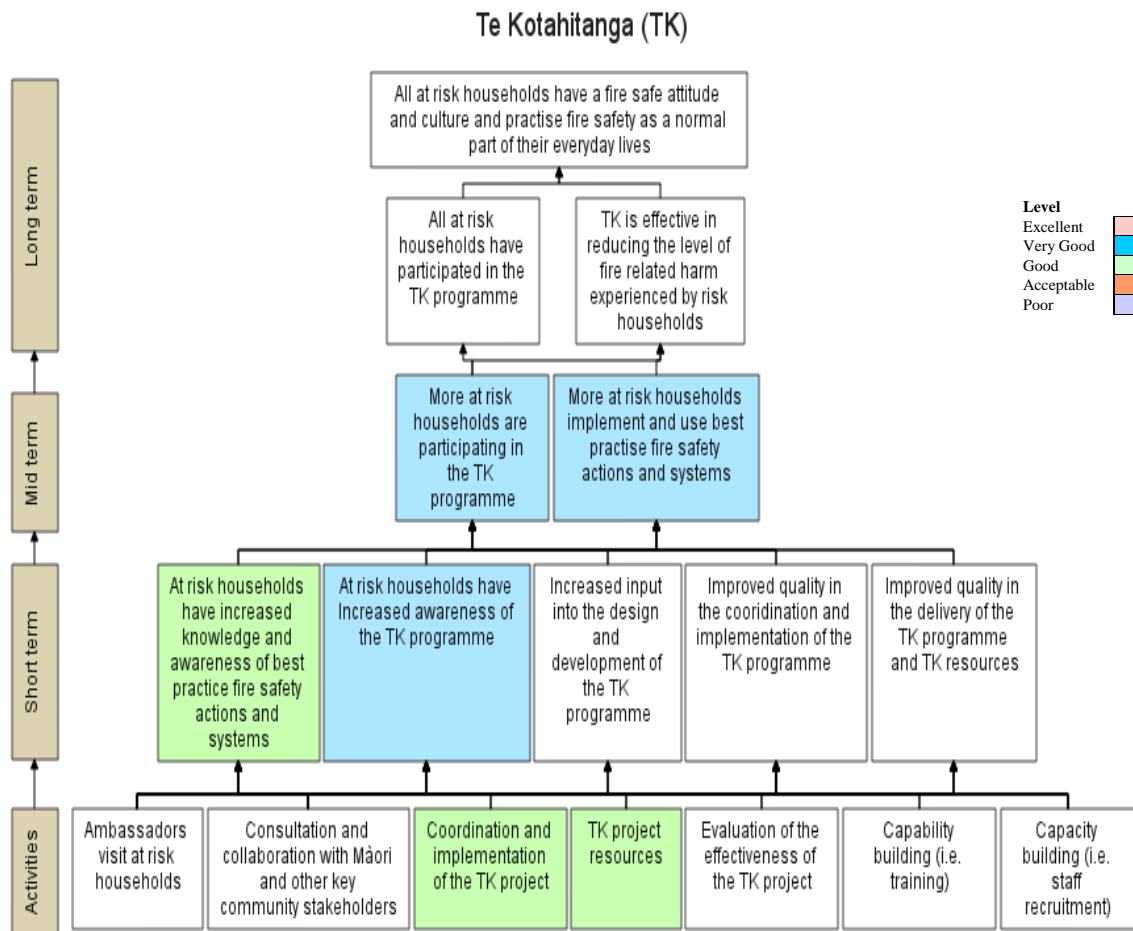 Te Kotahitanga (TK)
Long term
All at risk households have a fire safe attitude
and culture and practise fire safety as a normal
part of their everyday lives
All at risk
households have
participated in the
TK programme
TK is effective in
reducing the level of
fire related harm
experienced by risk
households
Level
Excellent
Very Good
Good
Acceptable
Poor
Mid term
More at risk
households are
participating in
the TK
programme
More at risk households
implement and use best
practise fire safety
actions and systems
Short term
At risk households
have increased
knowledge and
awareness of best
practice fire safety
actions and
systems
At risk households have
Increased awareness of
the TK programme
Increased input
into the design
and
development of
the TK
programme
Improved quality in
the cooridination and
implementation of the
TK programme
Improved quality in
the delivery of the
TK programme
and TK resources
Activities
Ambassadors
visit at risk
households
Consultation and
collaboration with Màori
and other key
community stakeholders
Coordination and
implementation
of the TK project
TK project
resources
Evaluation of the
effectiveness of
the TK project
Capability
building (i.e.
training)
Capacity
building (i.e.
staff
recruitment)